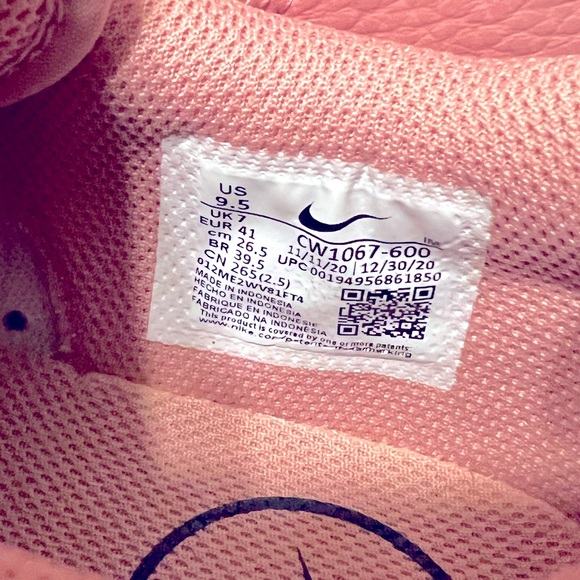 US
9.5
UK 7
EUR 41
cm 26.5
BR 39.5
CN 265(2.5)
012ME2WV81FT4
MADE IN INDONESIA
HECHO EN INDONESIA
FABRIQUE EN INDONESIE
FABRICADO NA INDONESIA
This product is covered by one or more patents.
CW1067-600
11/11/20 | 12/30/20
UPC 00194956861850